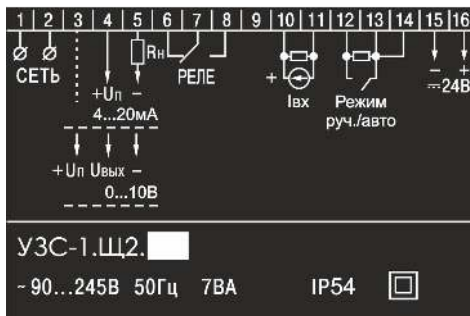 1 2 3 4 5 6 7 8 9 10 11 12 13 14 15 16
СЕТЬ
Rн
РЕЛЕ
+
Iвх
Режим
руч./авто
− +
⎓24В
+Uп −
4...20мА
+Uп Uвых −
0...10В
УЗС-1.Щ2.
~ 90...245В 50Гц 7ВА IP54